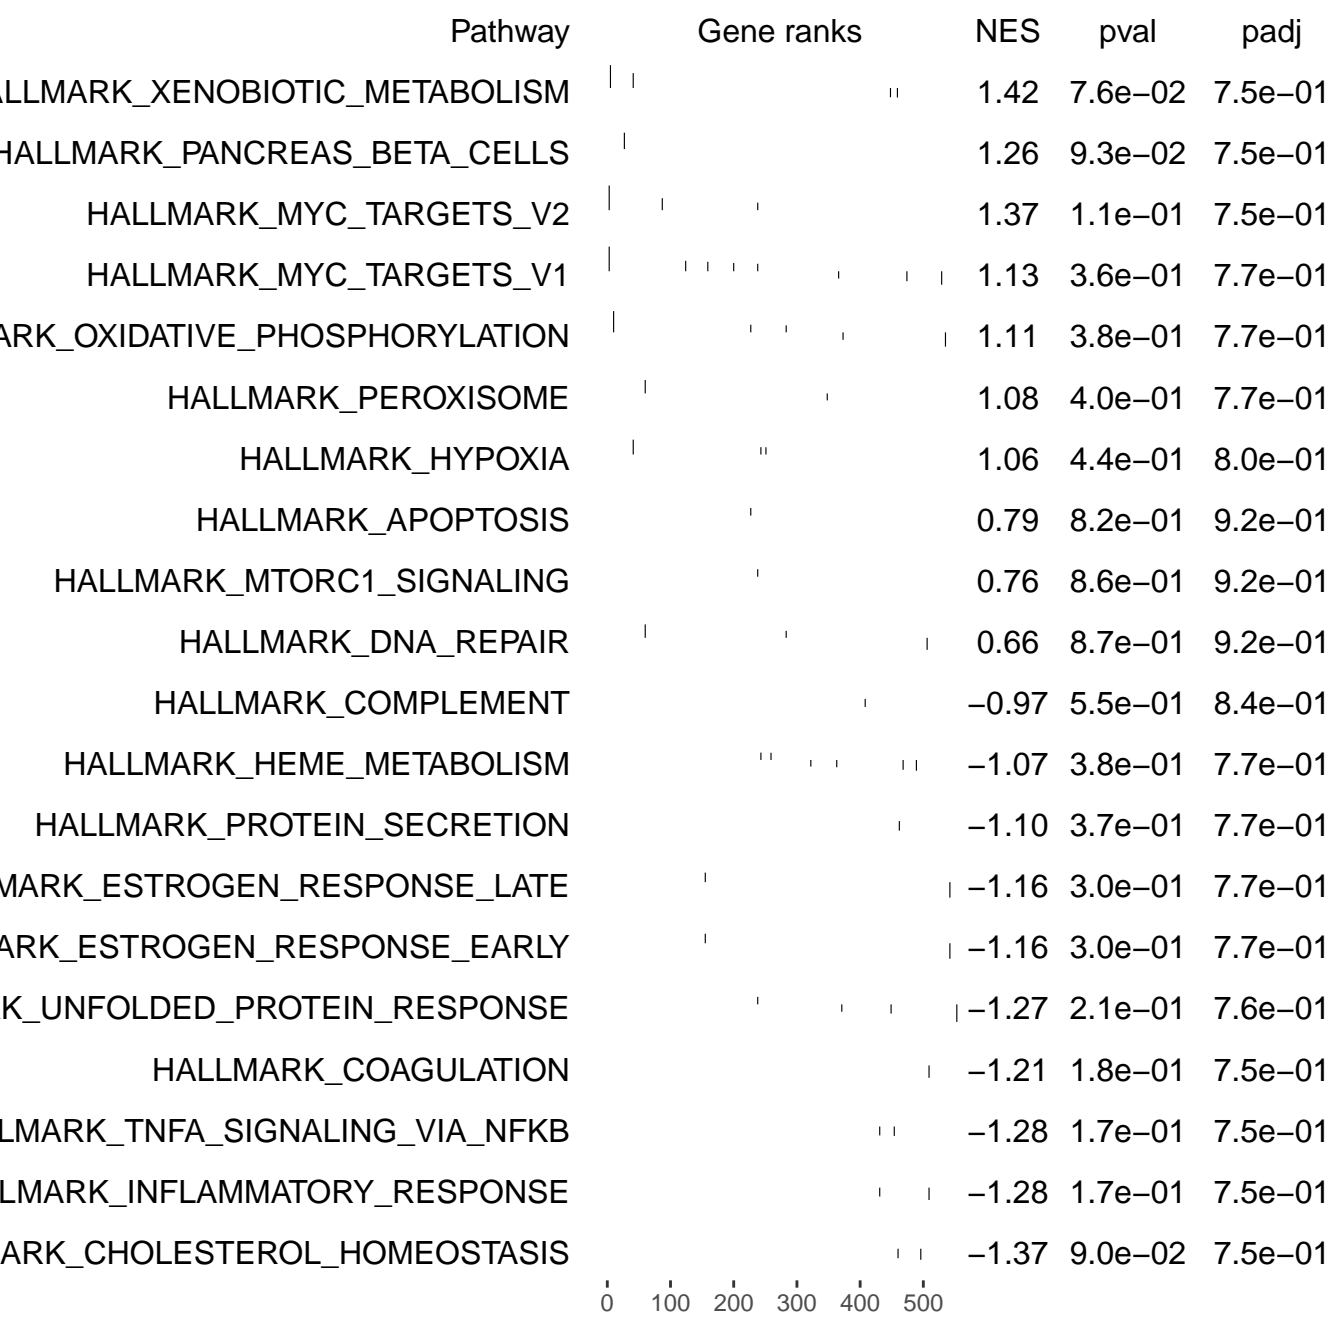 Pathway Gene ranks NES pval padj
ALLMARK_XENOBIOTIC_METABOLISM 1.42 7.6e−02 7.5e−01
HALLMARK_PANCREAS_BETA_CELLS 1.26 9.3e−02 7.5e−01
HALLMARK_MYC_TARGETS_V2 1.37 1.1e−01 7.5e−01
HALLMARK_MYC_TARGETS_V1 1.13 3.6e−01 7.7e−01
ARK_OXIDATIVE_PHOSPHORYLATION 1.11 3.8e−01 7.7e−01
HALLMARK_PEROXISOME 1.08 4.0e−01 7.7e−01
HALLMARK_HYPOXIA 1.06 4.4e−01 8.0e−01
HALLMARK_APOPTOSIS 0.79 8.2e−01 9.2e−01
HALLMARK_MTORC1_SIGNALING 0.76 8.6e−01 9.2e−01
HALLMARK_DNA_REPAIR 0.66 8.7e−01 9.2e−01
HALLMARK_COMPLEMENT −0.97 5.5e−01 8.4e−01
HALLMARK_HEME_METABOLISM −1.07 3.8e−01 7.7e−01
HALLMARK_PROTEIN_SECRETION −1.10 3.7e−01 7.7e−01
MARK_ESTROGEN_RESPONSE_LATE −1.16 3.0e−01 7.7e−01
ARK_ESTROGEN_RESPONSE_EARLY −1.16 3.0e−01 7.7e−01
K_UNFOLDED_PROTEIN_RESPONSE −1.27 2.1e−01 7.6e−01
HALLMARK_COAGULATION −1.21 1.8e−01 7.5e−01
LMARK_TNFA_SIGNALING_VIA_NFKB −1.28 1.7e−01 7.5e−01
LMARK_INFLAMMATORY_RESPONSE −1.28 1.7e−01 7.5e−01
ARK_CHOLESTEROL_HOMEOSTASIS −1.37 9.0e−02 7.5e−01
0 100 200 300 400 500